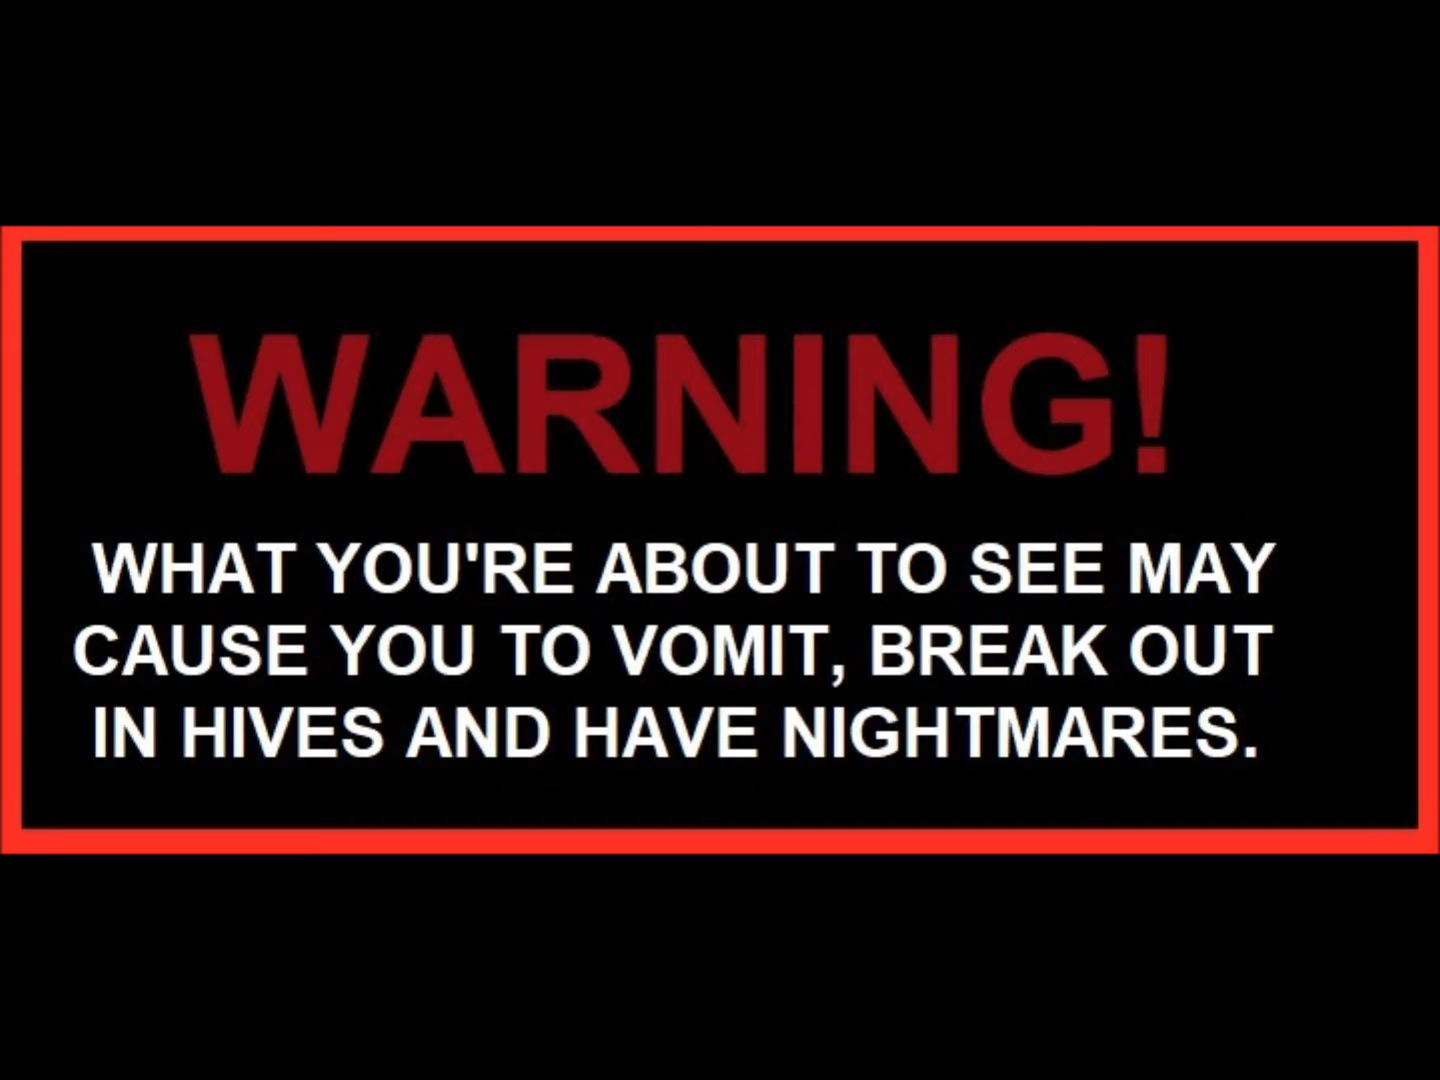 WARNING!
WHAT YOU'RE ABOUT TO SEE MAY
CAUSE YOU TO VOMIT, BREAK OUT
IN HIVES AND HAVE NIGHTMARES.